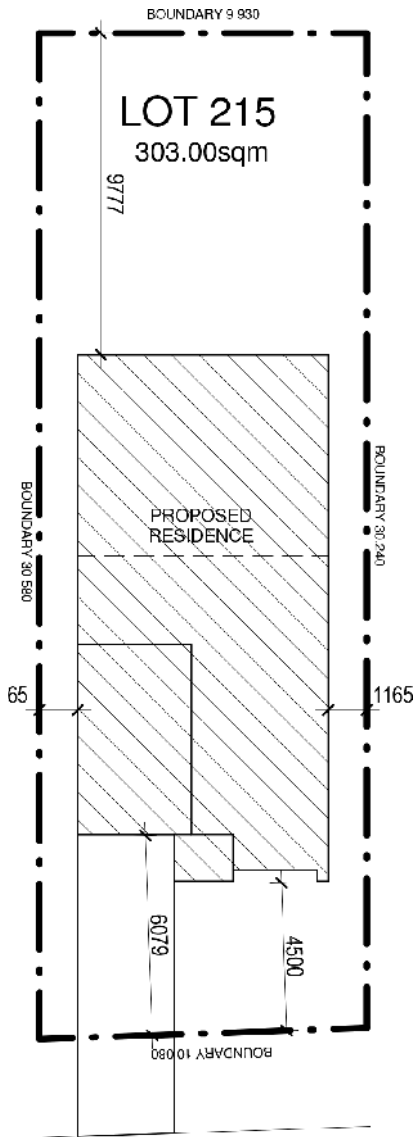 BOUNDARY 9 930
LOT 215
303.00sqm
9777
PROPOSED
RESIDENCE
BOUNDARY 30 580
BOUNDARY 30.240
65
1165
6079
4500
BOUNDARY 10 080